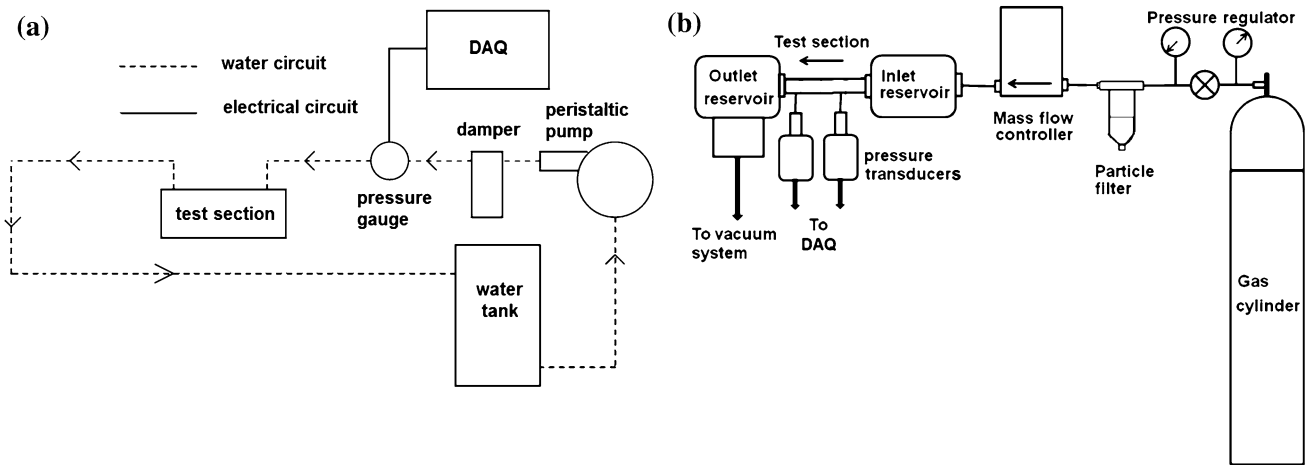 (a)
DAQ
water circuit
electrical circuit
damper
peristaltic
pump
pressure
gauge
test section
water
tank
(b)
Pressure regulator
Test section
Outlet
reservoir
Inlet
reservoir
Mass flow
controller
Particle
filter
pressure
transducers
To vacuum
system
To
DAQ
Gas
cylinder